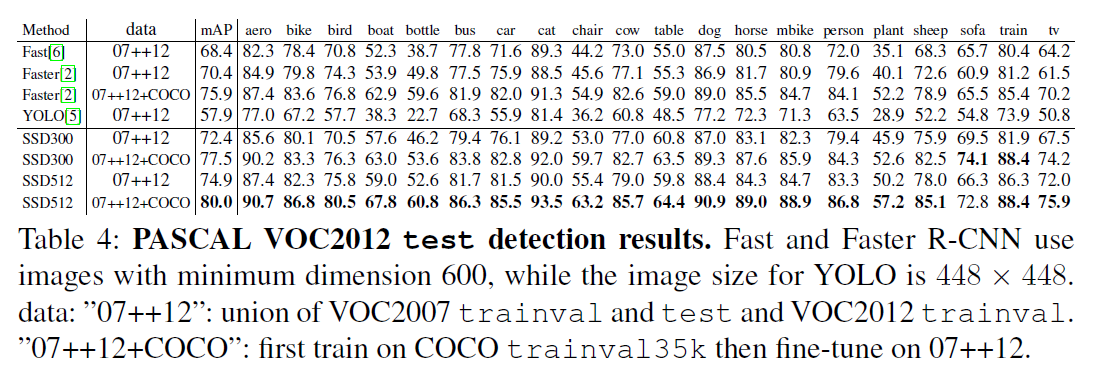 Method data mAP aero bike bird boat bottle bus car cat chair cow table dog horse mbike person plant sheep sofa train tv
Fast[6] 07++12 68.4 82.3 78.4 70.8 52.3 38.7 77.8 71.6 89.3 44.2 73.0 55.0 87.5 80.5 80.8 72.0 35.1 68.3 65.7 80.4 64.2
Faster[2] 07++12 70.4 84.9 79.8 74.3 53.9 49.8 77.5 75.9 88.5 45.6 77.1 55.3 86.9 81.7 80.9 79.6 40.1 72.6 60.9 81.2 61.5
Faster[2] 07++12+COCO 75.9 87.4 83.6 76.8 62.9 59.6 81.9 82.0 91.3 54.9 82.6 59.0 89.0 85.5 84.7 84.1 52.2 78.9 65.5 85.4 70.2
YOLO[5] 07++12 57.9 77.0 67.2 57.7 38.3 22.7 68.3 55.9 81.4 36.2 60.8 48.5 77.2 72.3 71.3 63.5 28.9 52.2 54.8 73.9 50.8
SSD300 07++12 72.4 85.6 80.1 70.5 57.6 46.2 79.4 76.1 89.2 53.0 77.0 60.8 87.0 83.1 82.3 79.4 45.9 75.9 69.5 81.9 67.5
SSD300 07++12+COCO 77.5 90.2 83.3 76.3 63.0 53.6 83.8 82.8 92.0 59.7 82.7 63.5 89.3 87.6 85.9 84.3 52.6 82.5 74.1 88.4 74.2
SSD512 07++12 74.9 87.4 82.3 75.8 59.0 52.6 81.7 81.5 90.0 55.4 79.0 59.8 88.4 84.3 84.7 83.3 50.2 78.0 66.3 86.3 72.0
SSD512 07++12+COCO 80.0 90.7 86.8 80.5 67.8 60.8 86.3 85.5 93.5 63.2 85.7 64.4 90.9 89.0 88.9 86.8 57.2 85.1 72.8 88.4 75.9
Table 4: PASCAL VOC2012 test detection results. Fast and Faster R-CNN use
images with minimum dimension 600, while the image size for YOLO is 448 × 448.
data: ”07++12”: union of VOC2007 trainval and test and VOC2012 trainval.
”07++12+COCO”: first train on COCO trainval35k then fine-tune on 07++12.